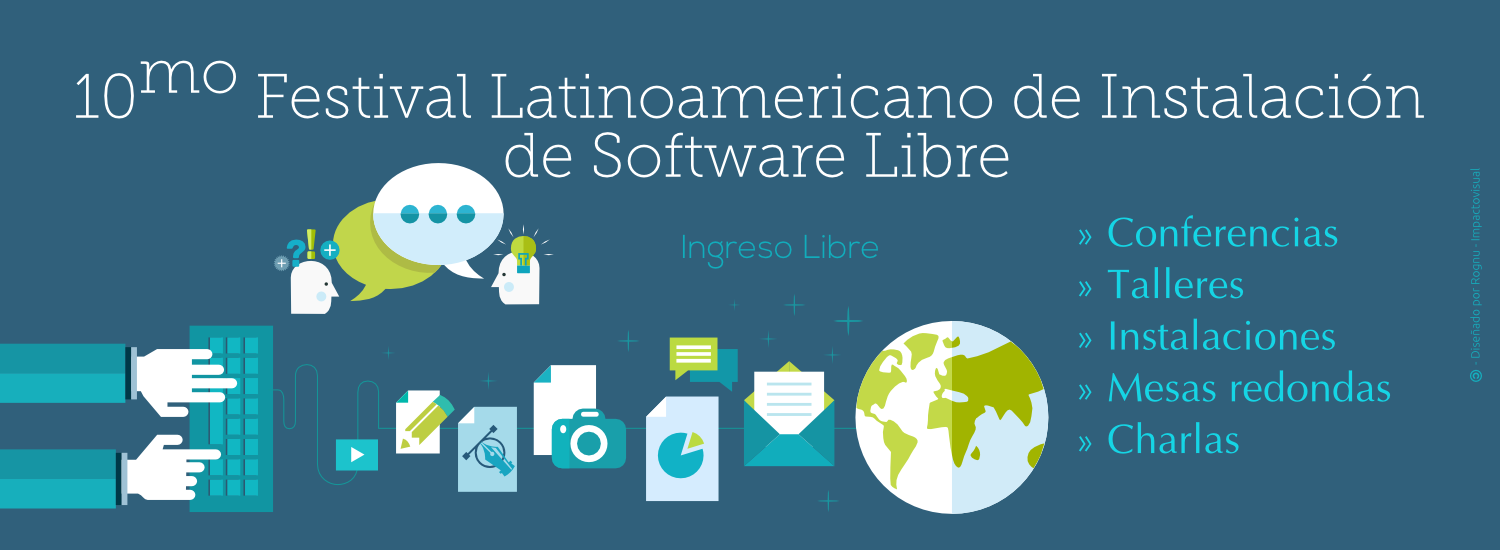 10mo Festival Latinoamericano de Instalación
de Software Libre
Ingreso Libre
» Conferencias
» Talleres
» Instalaciones
» Mesas redondas
» Charlas
© - Diseñado por Rognu - Impactovisual